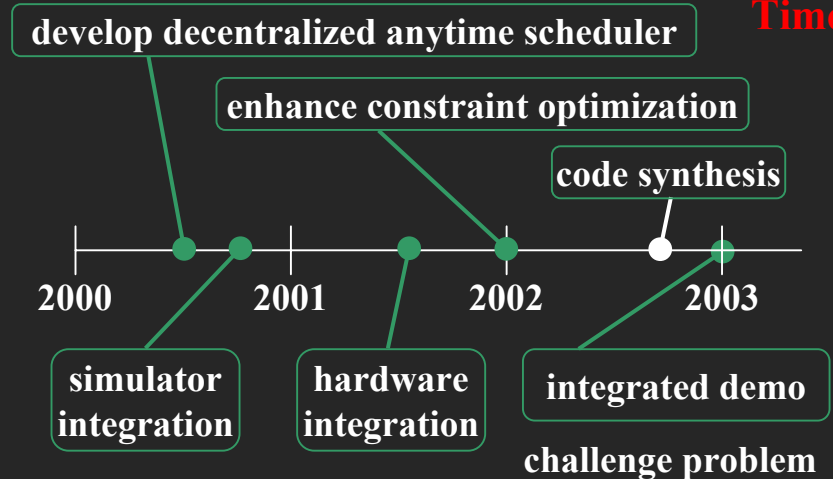 Time
develop decentralized anytime scheduler
enhance constraint optimization
code synthesis
2000 2001 2002 2003
simulator
integration
hardware
integration
integrated demo
challenge problem